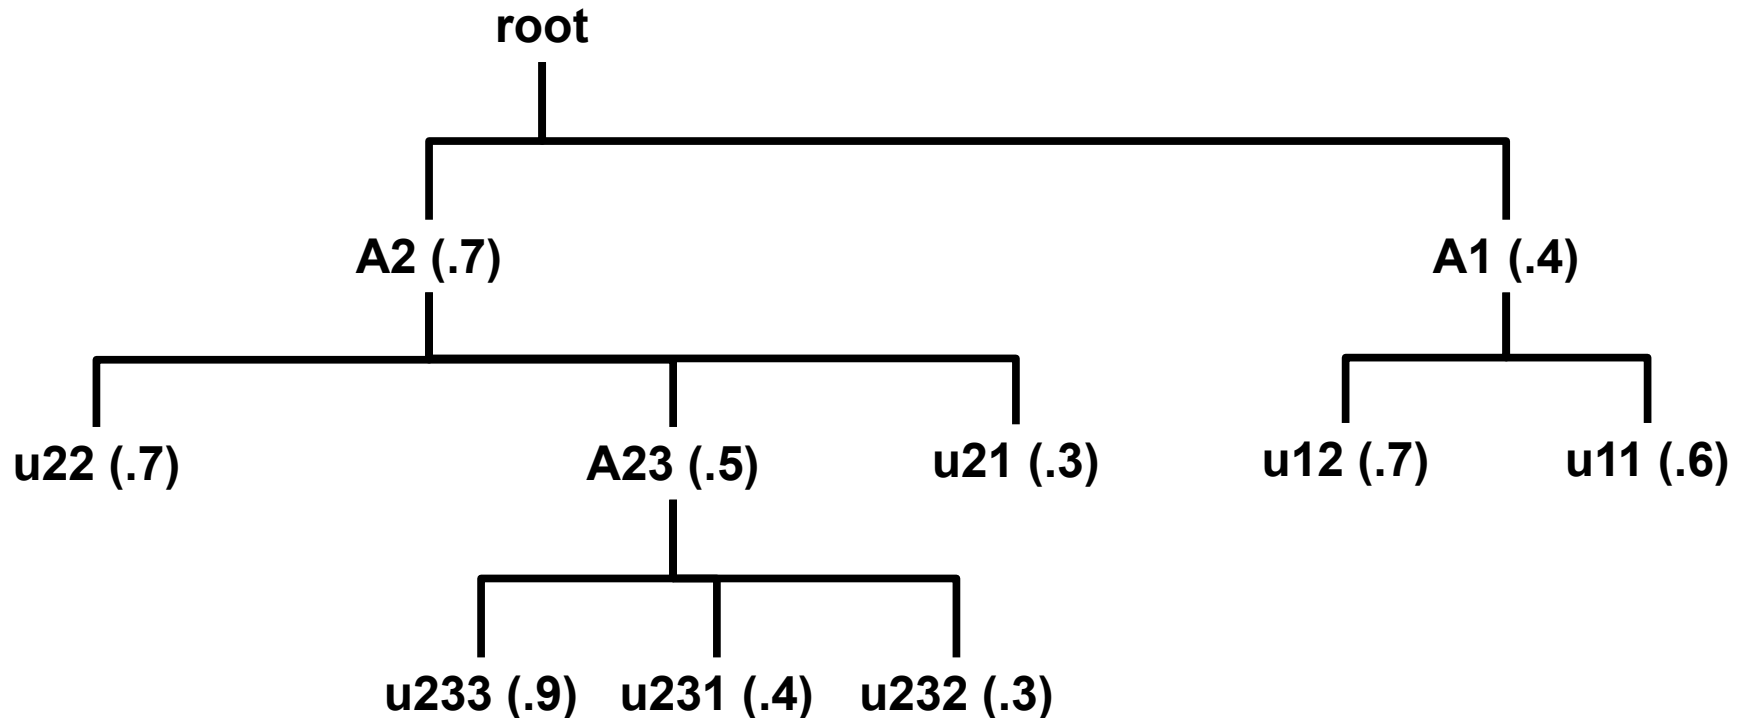 root
A2 (.7)
A1 (.4)
u22 (.7)
A23 (.5)
u21 (.3)
u12 (.7)
u11 (.6)
u233 (.9)
u231 (.4)
u232 (.3)